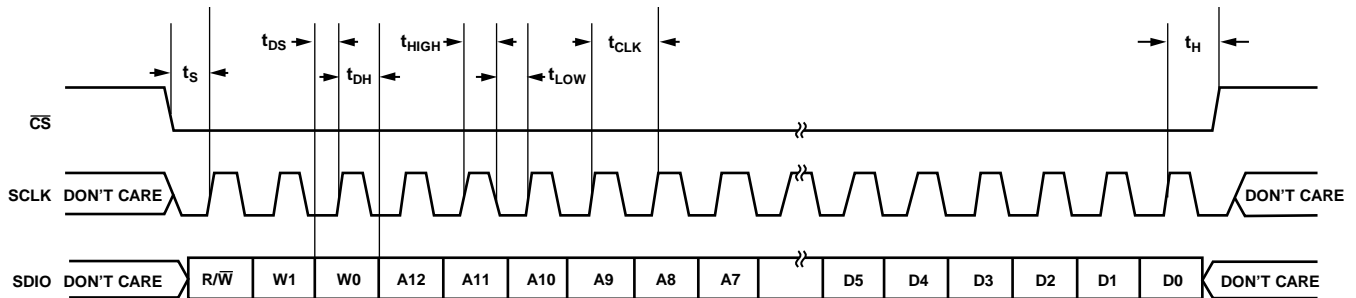 tDS
tHIGH
tCLK
tH
tS
tDH
tLOW
CS
SCLK DON'T CARE DON'T CARE
SDIO DON'T CARE R/W W1 W0 A12 A11 A10 A9 A8 A7 D5 D4 D3 D2 D1 D0 DON'T CARE